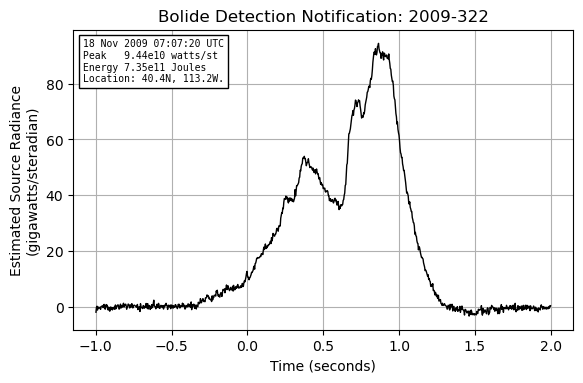 Bolide Detection Notification: 2009-322
18 Nov 2009 07:07:20 UTC
Peak   9.44e10 watts/st
Energy 7.35e11 Joules
Location: 40.4N, 113.2W.
Estimated Source Radiance
(gigawatts/steradian)
80
60
40
20
0
−1.0 −0.5 0.0 0.5 1.0 1.5 2.0
Time (seconds)